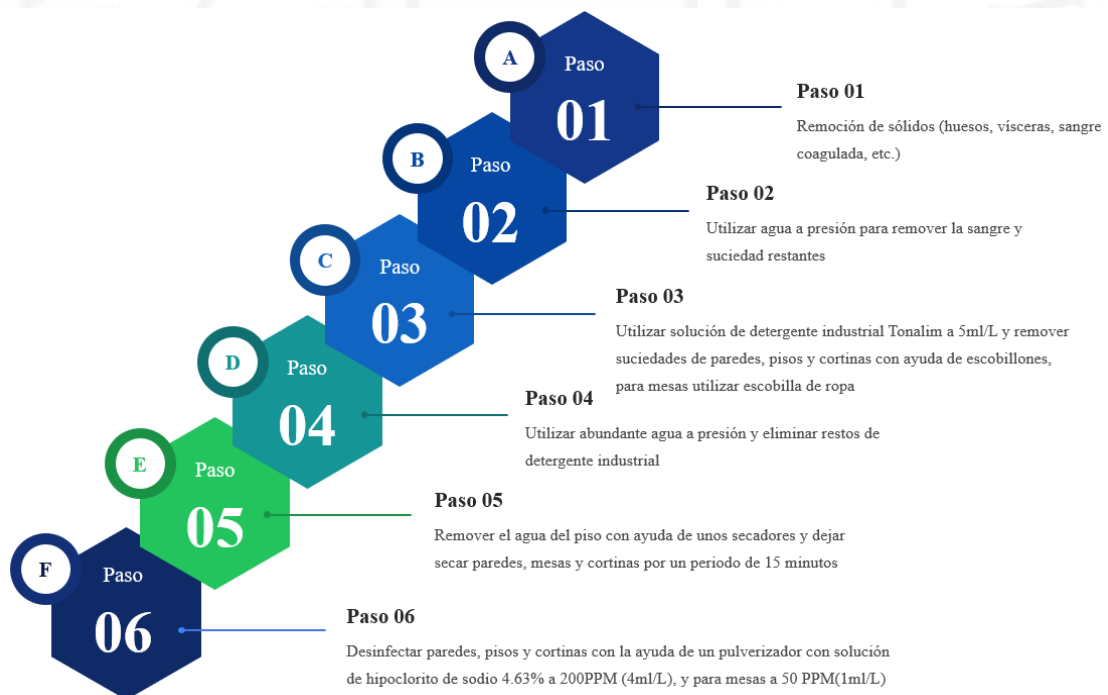 A
Paso
01
Paso 01
Remoción de sólidos (huesos, vísceras, sangre
coagulada, etc.)
B
Paso
02
Paso 02
Utilizar agua a presión para remover la sangre y
suciedad restantes
C
Paso
03
Paso 03
Utilizar solución de detergente industrial Tonalim a 5ml/L y remover
suciedades de paredes, pisos y cortinas con ayuda de escobillones,
para mesas utilizar escobilla de ropa
D
Paso
04
Paso 04
Utilizar abundante agua a presión y eliminar restos de
detergente industrial
E
Paso
05
Paso 05
Remover el agua del piso con ayuda de unos secadores y dejar
secar paredes, mesas y cortinas por un periodo de 15 minutos
F
Paso
06
Paso 06
Desinfectar paredes, pisos y cortinas con la ayuda de un pulverizador con solución
de hipoclorito de sodio 4.63% a 200PPM (4ml/L), y para mesas a 50 PPM(1ml/L)